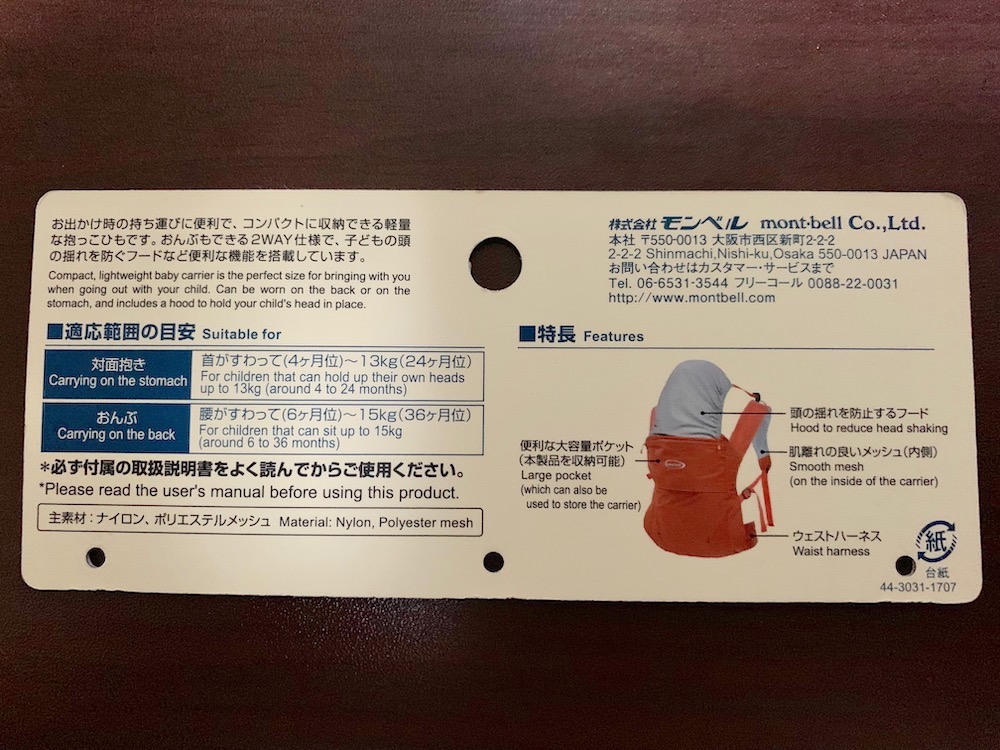 お出かけ時の持ち運びに便利で、コンパクトに収納できる軽量
な抱っこひもです。おんぶもできる2WAY仕様で、子どもの頭
の揺れを防ぐフードなど便利な機能を搭載しています。
Compact, lightweight baby carrier is the perfect size for bringing with you
when going out with your child. Can be worn on the back or on the
stomach, and includes a hood to hold your child's head in place.
■適応範囲の目安 Suitable for
対面抱き
Carrying on the stomach
首がすわって(4ヶ月位)〜13kg(24ヶ月位)
For children that can hold up their own heads
up to 13kg (around 4 to 24 months)
おんぶ
Carrying on the back
腰がすわって(6ヶ月位)〜15kg(36ヶ月位)
For children that can sit up to 15kg
(around 6 to 36 months)
*必ず付属の取扱説明書をよく読んでからご使用ください。
*Please read the user's manual before using this product.
主素材：ナイロン、ポリエステルメッシュ Material: Nylon, Polyester mesh
株式会社 モンベル mont-bell Co.,Ltd.
本社 〒550-0013 大阪市西区新町2-2-2
2-2-2 Shinmachi,Nishi-ku,Osaka 550-0013 JAPAN
お問い合わせはカスタマー・サービスまで
Tel. 06-6531-3544 フリーコール 0088-22-0031
http://www.montbell.com
■特長 Features
頭の揺れを防止するフード
Hood to reduce head shaking
便利な大容量ポケット
(本製品を収納可能)
Large pocket
(which can also be
used to store the carrier)
肌離れの良いメッシュ(内側)
Smooth mesh
(on the inside of the carrier)
ウェストハーネス
Waist harness
紙
台紙
44-3031-1707